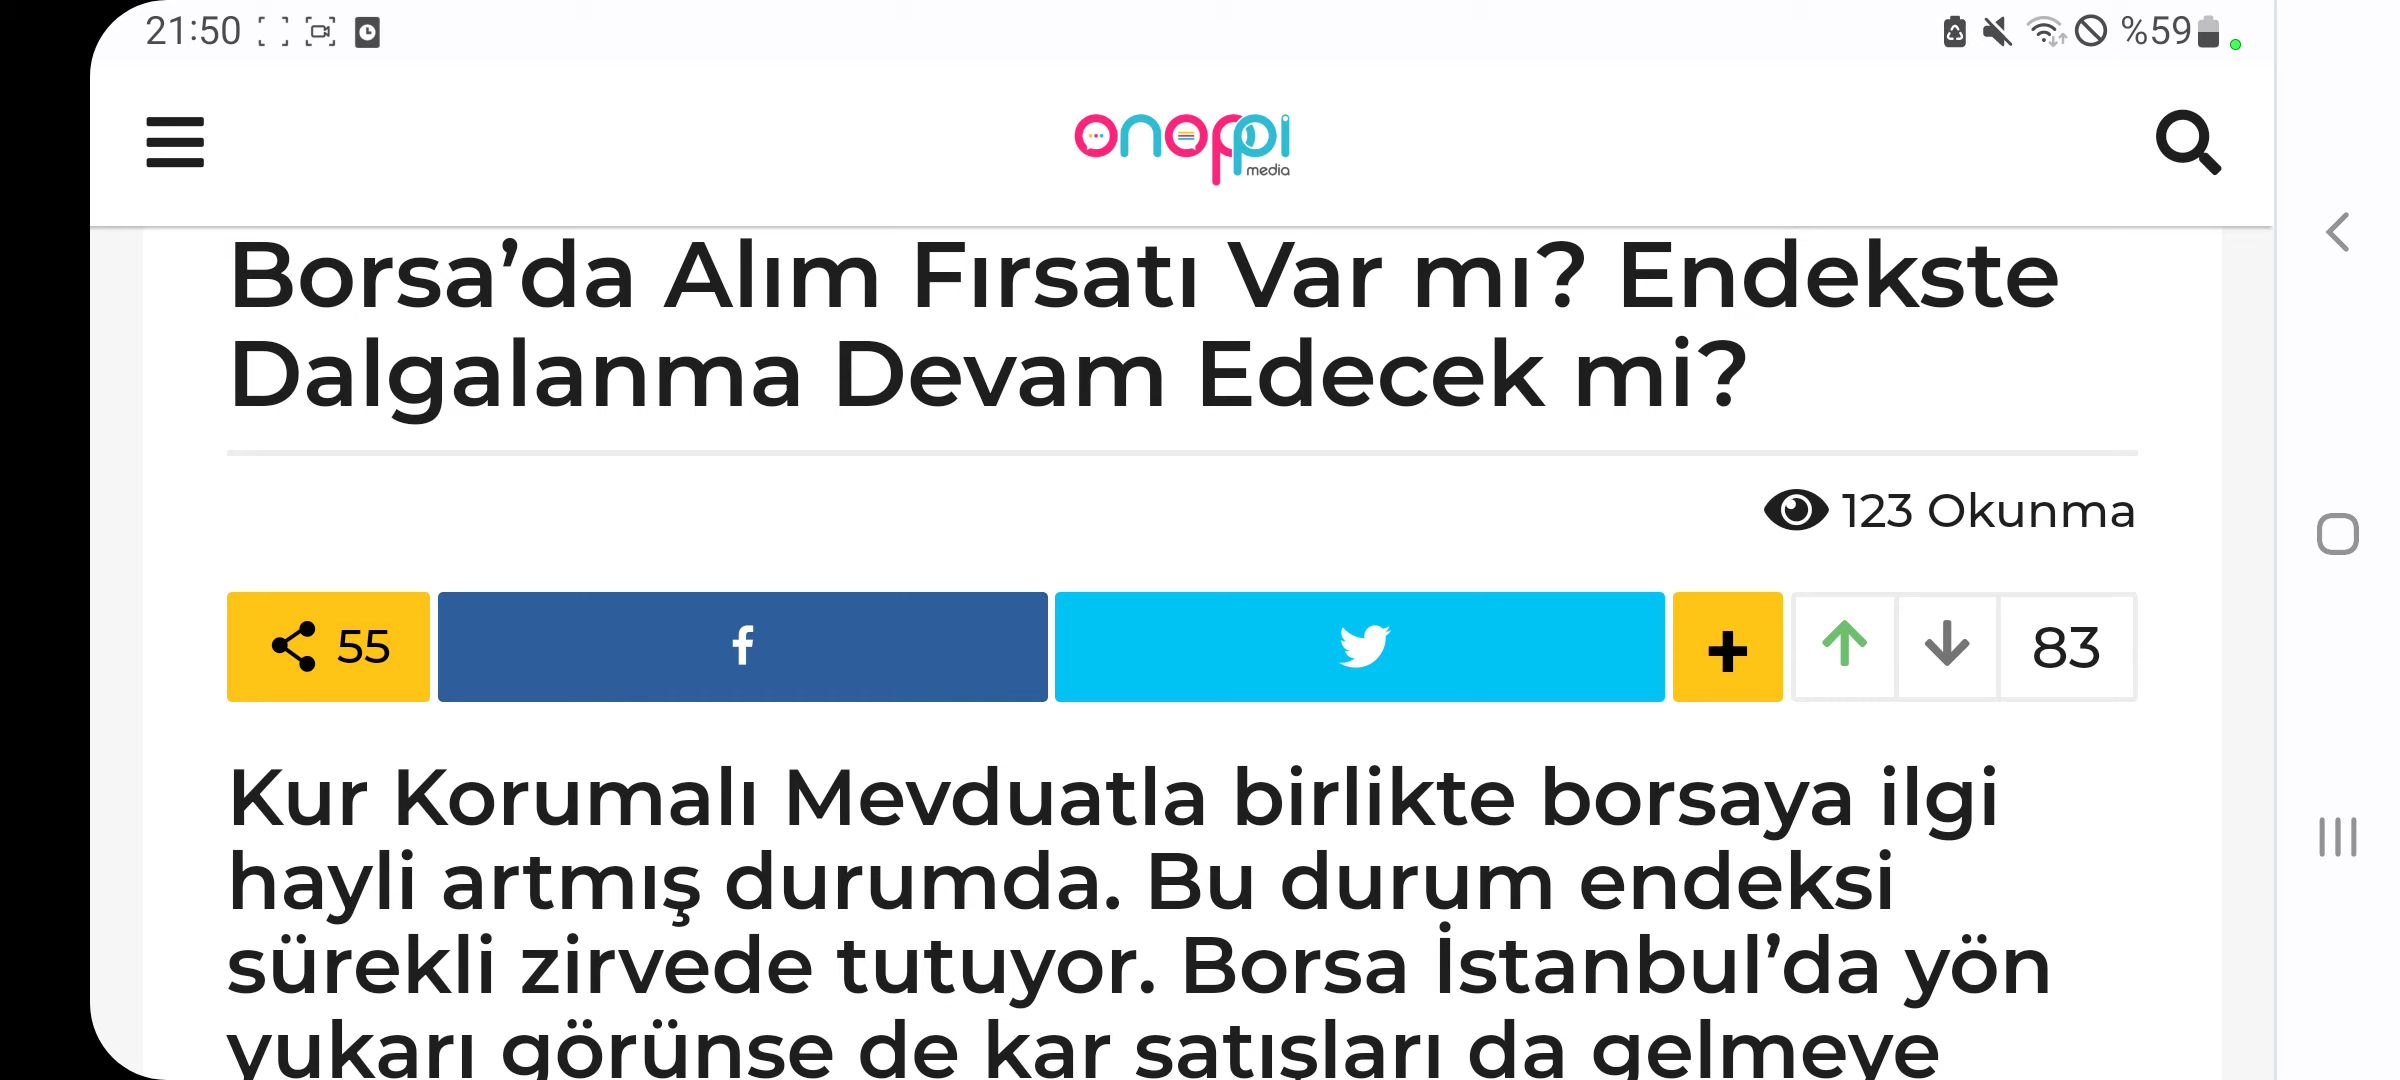 21:50
%59
onappi
media
Borsa’da Alım Fırsatı Var mı? Endekste
Dalgalanma Devam Edecek mi?
123 Okunma
55
83
Kur Korumalı Mevduatla birlikte borsaya ilgi
hayli artmış durumda. Bu durum endeksi
sürekli zirvede tutuyor. Borsa İstanbul’da yön
yukarı görünse de kar satışları da gelmeye